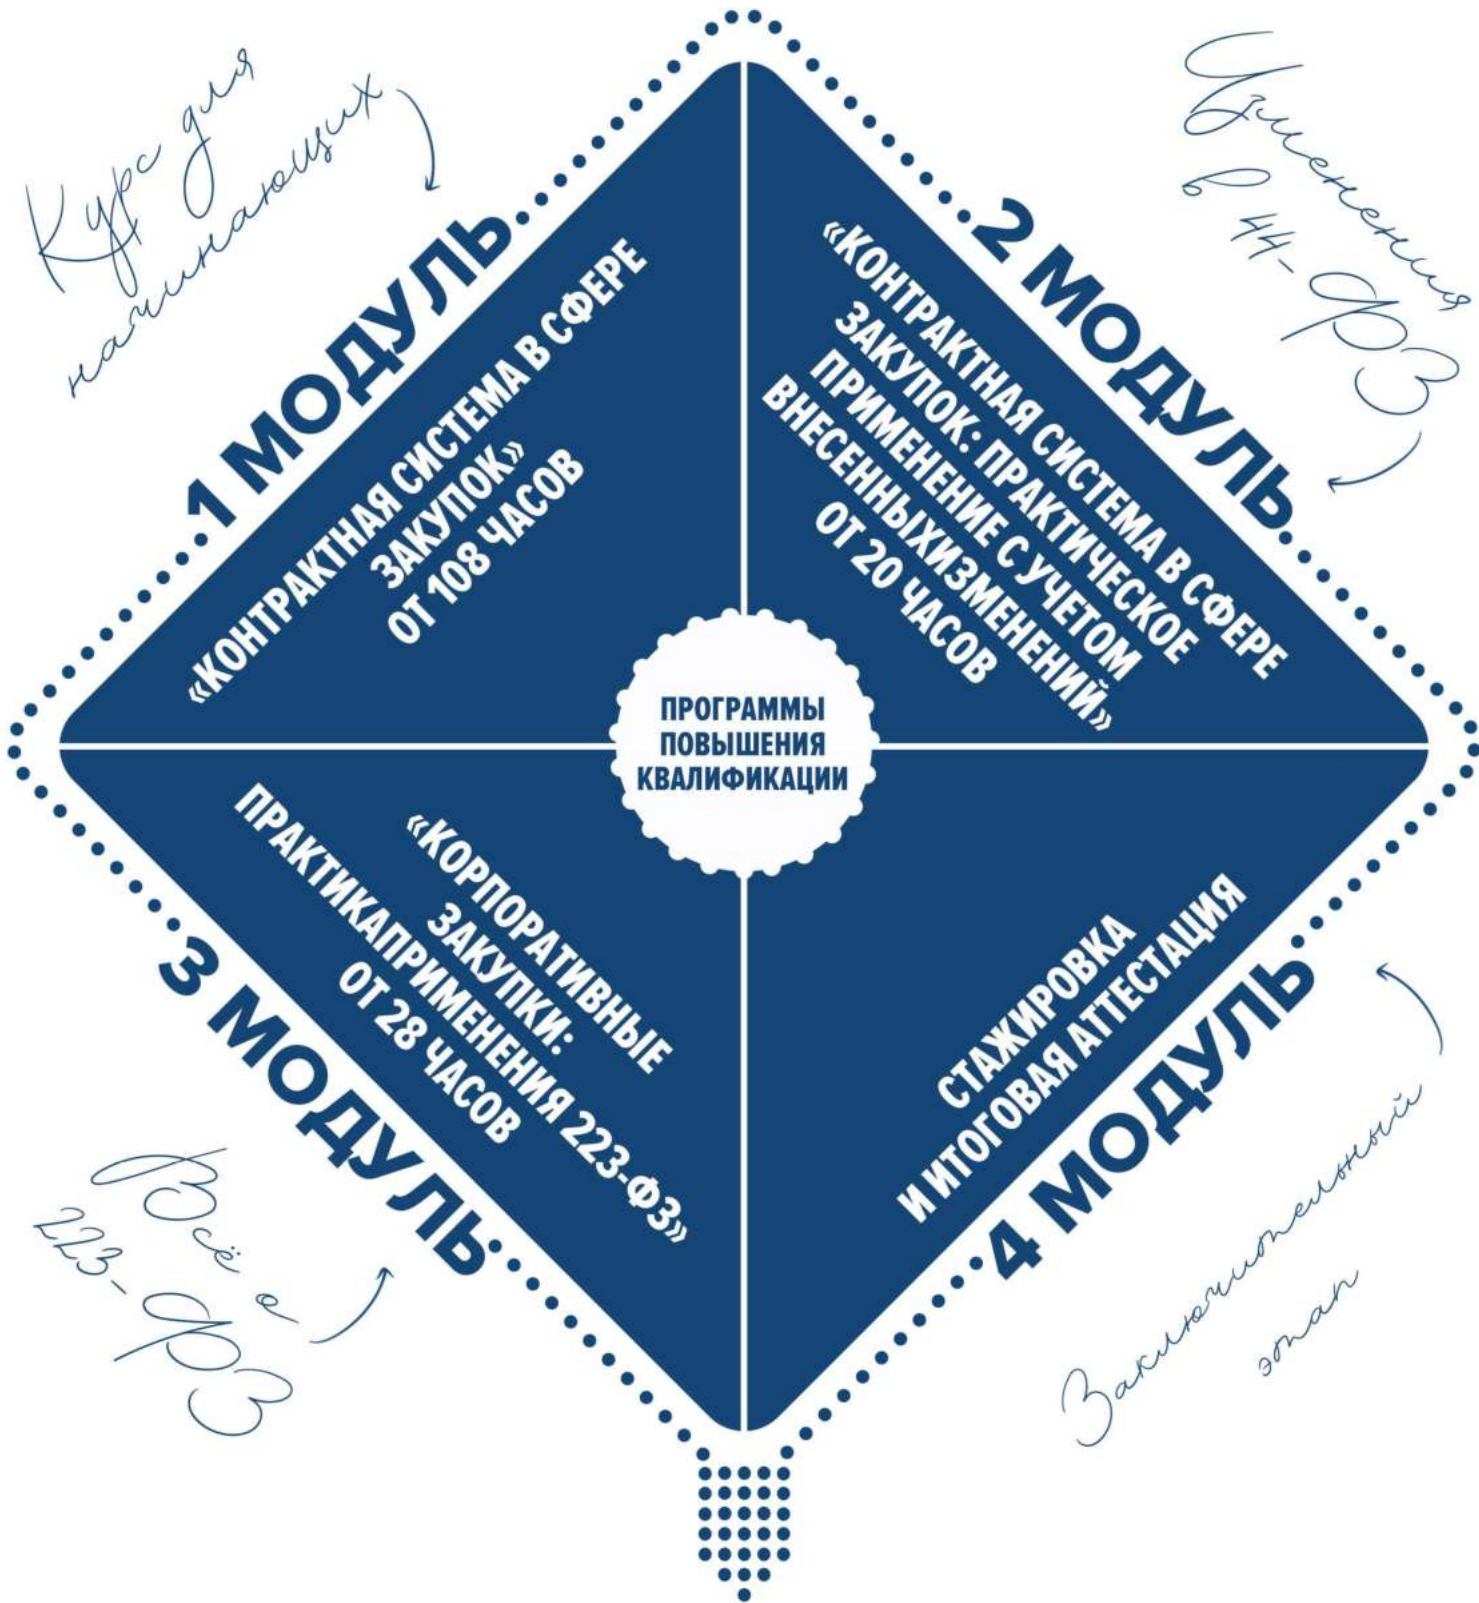 Курс для
начинающих
1 МОДУЛЬ
«КОНТРАКТНАЯ СИСТЕМА В СФЕРЕ
ЗАКУПОК»
ОТ 108 ЧАСОВ
Изменения
в 44-ФЗ
2 МОДУЛЬ
«КОНТРАКТНАЯ СИСТЕМА В СФЕРЕ
ЗАКУПОК: ПРАКТИЧЕСКОЕ
ПРИМЕНЕНИЕ С УЧЕТОМ
ВНЕСЕННЫХИЗМЕНЕНИЙ»
ОТ 20 ЧАСОВ
ПРОГРАММЫ
ПОВЫШЕНИЯ
КВАЛИФИКАЦИИ
«КОРПОРАТИВНЫЕ
ЗАКУПКИ:
ПРАКТИКАПРИМЕНЕНИЯ 223-ФЗ»
ОТ 28 ЧАСОВ
3 МОДУЛЬ
Всё о
223-ФЗ
СТАЖИРОВКА
И ИТОГОВАЯ АТТЕСТАЦИЯ
4 МОДУЛЬ
Заключительный
этап